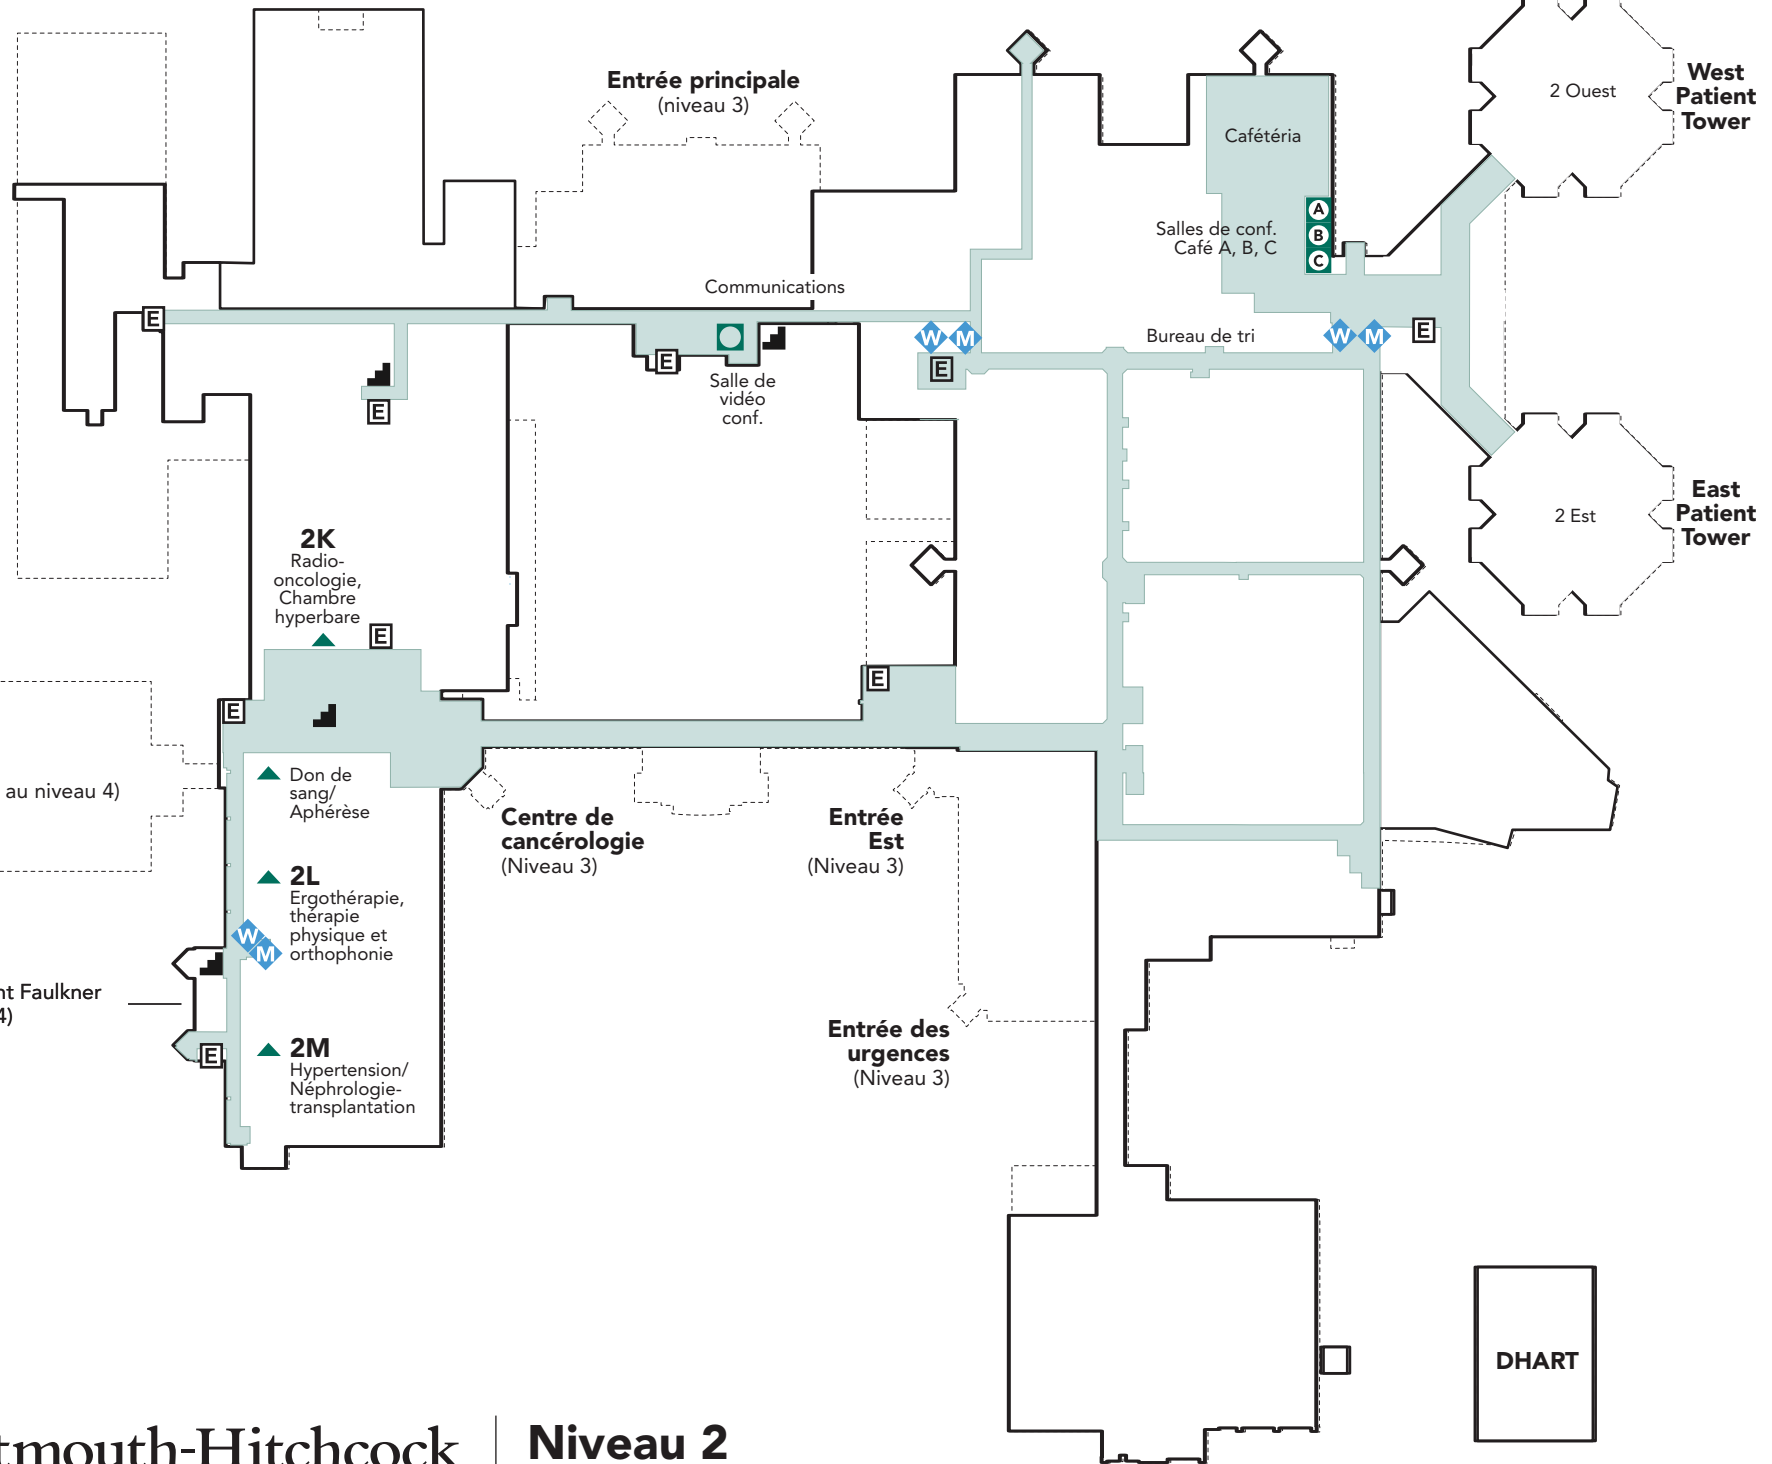 Entrée principale
(niveau 3)
2 Ouest
West
Patient
Tower
Cafétéria
A
B
C
Salles de conf.
Café A, B, C
Communications
E
Bureau de tri
W M
W M
E
E
E
Salle de
vidéo
conf.
E
2K
Radio-
oncologie,
Chambre
hyperbare
E
2 Est
East
Patient
Tower
E
E
au niveau 4)
Don de
sang/
Aphérèse
Centre de
cancérologie
(Niveau 3)
Entrée
Est
(Niveau 3)
2L
Ergothérapie,
thérapie
physique et
orthophonie
W
M
Faulkner
4)
E
2M
Hypertension/
Néphrologie-
transplantation
Entrée des
urgences
(Niveau 3)
DHART
tmouth-Hitchcock
Niveau 2